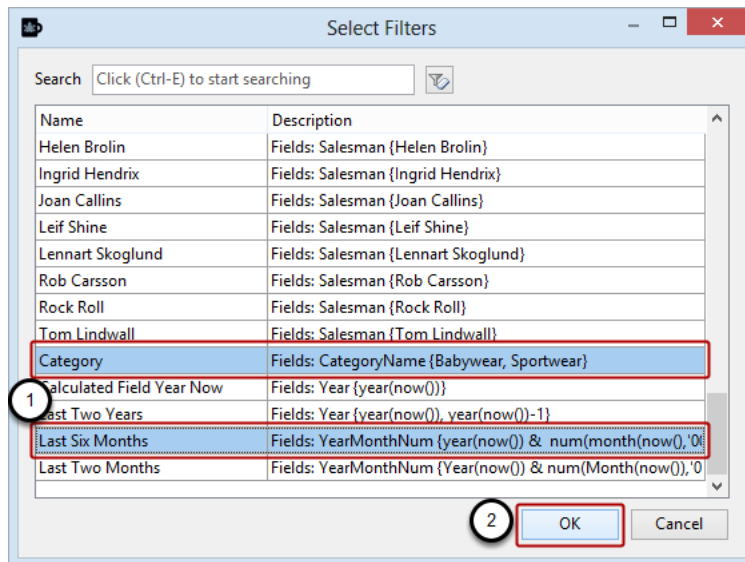 Select Filters
Search Click (Ctrl-E) to start searching
Name Description
Helen Brolin Fields: Salesman {Helen Brolin}
Ingrid Hendrix Fields: Salesman {Ingrid Hendrix}
Joan Callins Fields: Salesman {Joan Callins}
Leif Shine Fields: Salesman {Leif Shine}
Lennart Skoglund Fields: Salesman {Lennart Skoglund}
Rob Carsson Fields: Salesman {Rob Carsson}
Rock Roll Fields: Salesman {Rock Roll}
Tom Lindwall Fields: Salesman {Tom Lindwall}
Category Fields: CategoryName {Babywear, Sportwear}
1
Calculated Field Year Now Fields: Year {year(now())}
Last Two Years Fields: Year {year(now()), year(now())-1}
Last Six Months Fields: YearMonthNum {year(now()) & num(month(now(),'00
Last Two Months Fields: YearMonthNum {Year(now()) & num(Month(now()),'0
2
OK Cancel